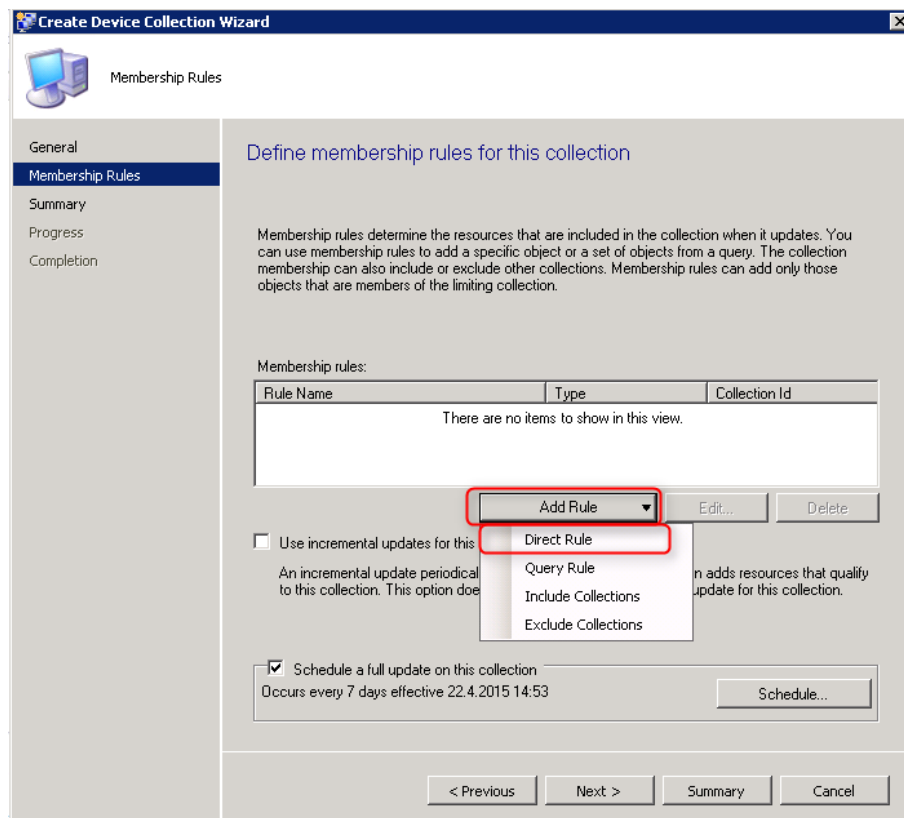 Create Device Collection Wizard
Membership Rules
General
Membership Rules
Summary
Progress
Completion
Define membership rules for this collection
Membership rules determine the resources that are included in the collection when it updates. You
can use membership rules to add a specific object or a set of objects from a query. The collection
membership can also include or exclude other collections. Membership rules can add only those
objects that are members of the limiting collection.
Membership rules:
Rule Name Type Collection Id
There are no items to show in this view.
Add Rule Edit... Delete
Use incremental updates for this
Direct Rule
Query Rule
Include Collections
Exclude Collections
An incremental update periodical n adds resources that qualify
to this collection. This option doe update for this collection.
Schedule a full update on this collection
Occurs every 7 days effective 22.4.2015 14:53
Schedule...
< Previous Next > Summary Cancel